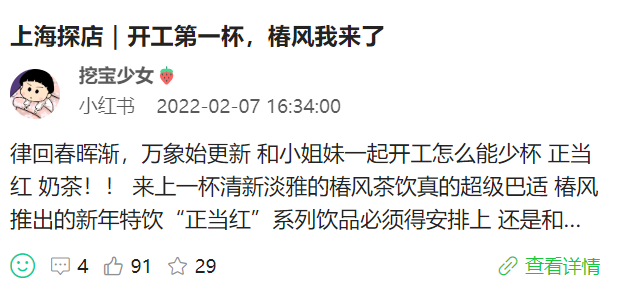 上海探店｜开工第一杯，椿风我来了
挖宝少女🍓
小红书 2022-02-07 16:34:00
律回春晖渐，万象始更新 和小姐妹一起开工怎么能少杯 正当
红 奶茶！！ 来上一杯清新淡雅的椿风茶饮真的超级巴适 椿风
推出的新年特饮“正当红”系列饮品必须得安排上 还是和...
4 91 29 查看详情